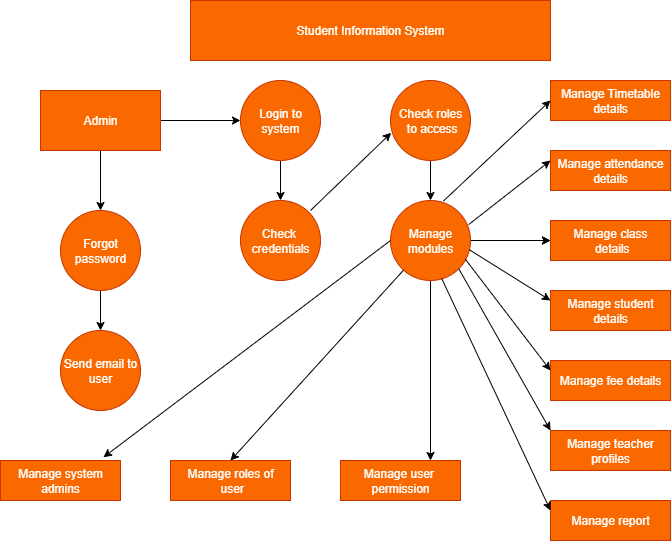 Student Information System
Admin
Login to
system
Check roles
to access
Manage Timetable
details
Manage attendance
details
Forgot
password
Check
credentials
Manage
modules
Manage class
details
Manage student
details
Send email to
user
Manage fee details
Manage teacher
profiles
Manage system
admins
Manage roles of
user
Manage user
permission
Manage report